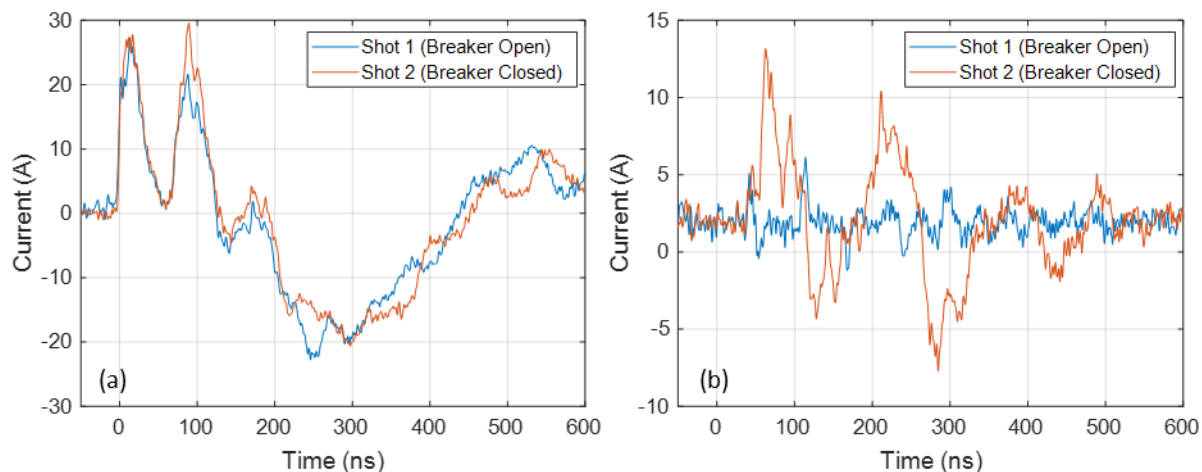 30
20
10
0
-10
-20
-30
Current (A)
0
100
200
300
400
500
600
Time (ns)
Shot 1 (Breaker Open)
Shot 2 (Breaker Closed)
(a)
15
10
5
0
-5
-10
Current (A)
0
100
200
300
400
500
600
Time (ns)
Shot 1 (Breaker Open)
Shot 2 (Breaker Closed)
(b)